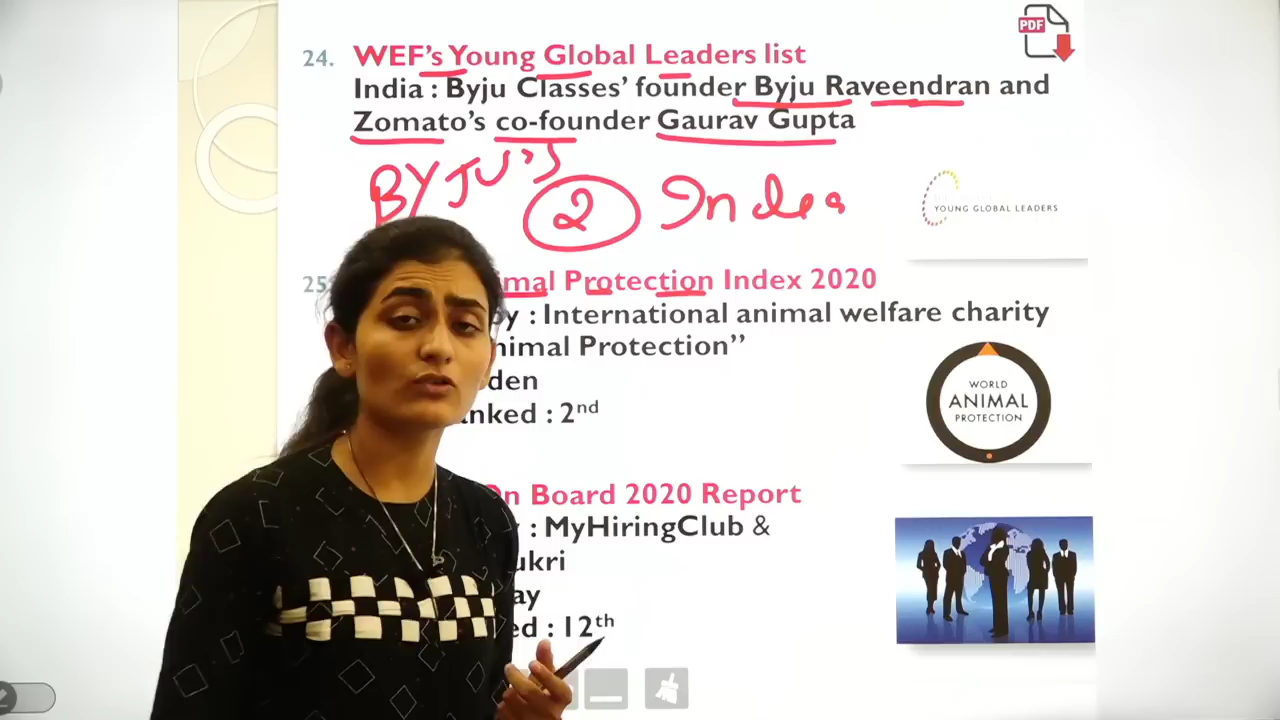 PDF
24. WEF's Young Global Leaders list
India : Byju Classes' founder Byju Raveendran and
Zomato's co-founder Gaurav Gupta
BYJU's
2 India
YOUNG GLOBAL LEADERS
25 imal Protection Index 2020
by : International animal welfare charity
nimal Protection”
den
nked : 2nd
WORLD
ANIMAL
PROTECTION
On Board 2020 Report
: MyHiringClub &
ukri
ay
ed : 12th